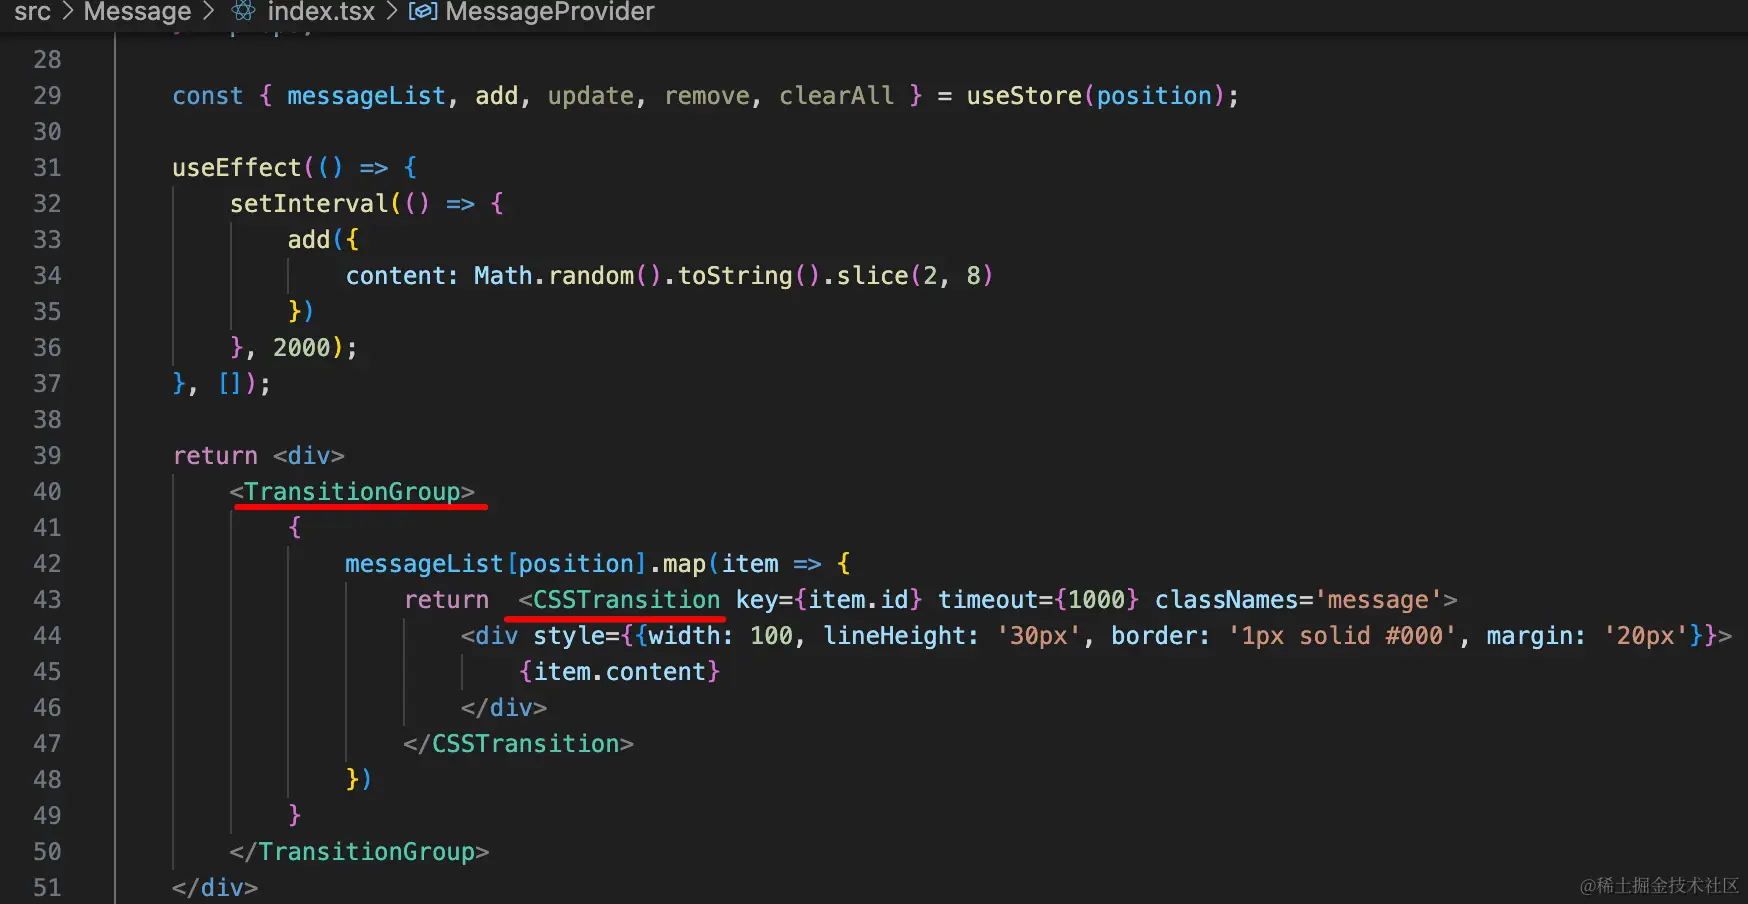 src > Message > index.tsx > MessageProvider
28
29 const { messageList, add, update, remove, clearAll } = useStore(position);
30
31 useEffect(() => {
32 setInterval(() => {
33 add({
34 content: Math.random().toString().slice(2, 8)
35 })
36 }, 2000);
37 }, []);
38
39 return <div>
40 <TransitionGroup>
41 {
42 messageList[position].map(item => {
43 return  <CSSTransition key={item.id} timeout={1000} classNames='message'>
44 <div style={{width: 100, lineHeight: '30px', border: '1px solid #000', margin: '20px'}}>
45 {item.content}
46 </div>
47 </CSSTransition>
48 })
49 }
50 </TransitionGroup>
51 </div>
@稀土掘金技术社区